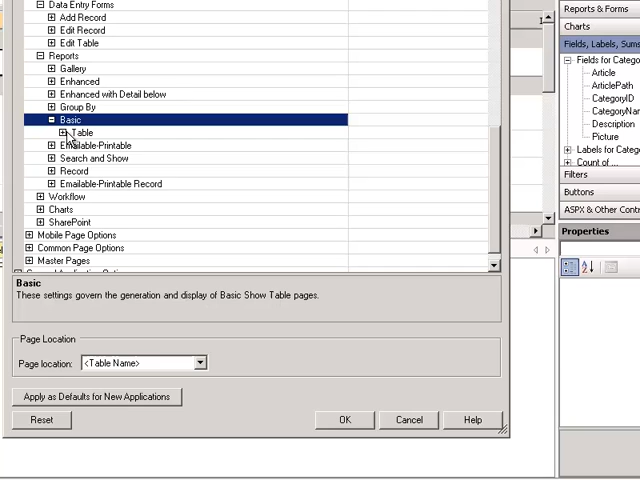 Data Entry Forms
Add Record
Edit Record
Edit Table
Reports
Gallery
Enhanced
Enhanced with Detail below
Group By
Basic
Table
Emailable-Printable
Search and Show
Record
Emailable-Printable Record
Workflow
Charts
SharePoint
Mobile Page Options
Common Page Options
Master Pages
Basic
These settings govern the generation and display of Basic Show Table pages.
Page Location
Page location: <Table Name>
Apply as Defaults for New Applications
Reset OK Cancel Help
Reports & Forms
Charts
Fields, Labels, Sums
Fields for Catego
Article
ArticlePath
CategoryID
CategoryNam
Description
Picture
Labels for Catego
Count of ...
Filters
Buttons
ASPX & Other Contr
Properties